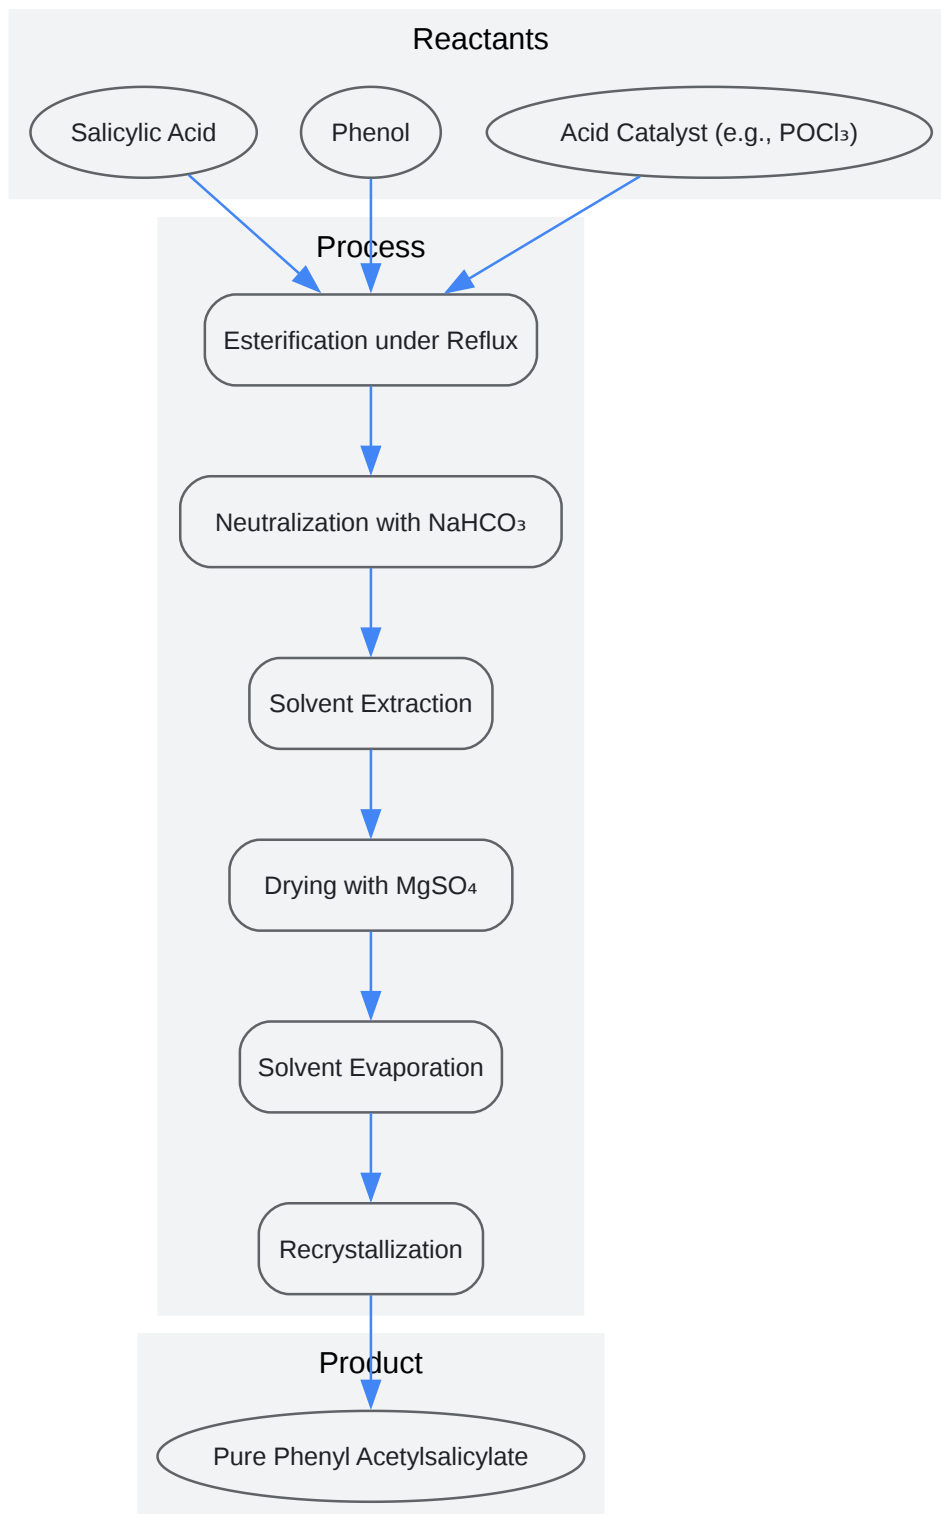 Reactants
Salicylic Acid
Phenol
Acid Catalyst (e.g., POCl₃)
Process
Esterification under Reflux
Neutralization with NaHCO₃
Solvent Extraction
Drying with MgSO₄
Solvent Evaporation
Recrystallization
Product
Pure Phenyl Acetylsalicylate